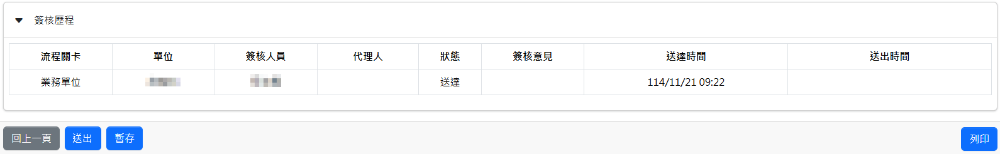 簽核歷程
流程關卡 單位 簽核人員 代理人 狀態 簽核意見 送達時間 送出時間
業務單位 送達 114/11/21 09:22
回上一頁 送出 暫存 列印